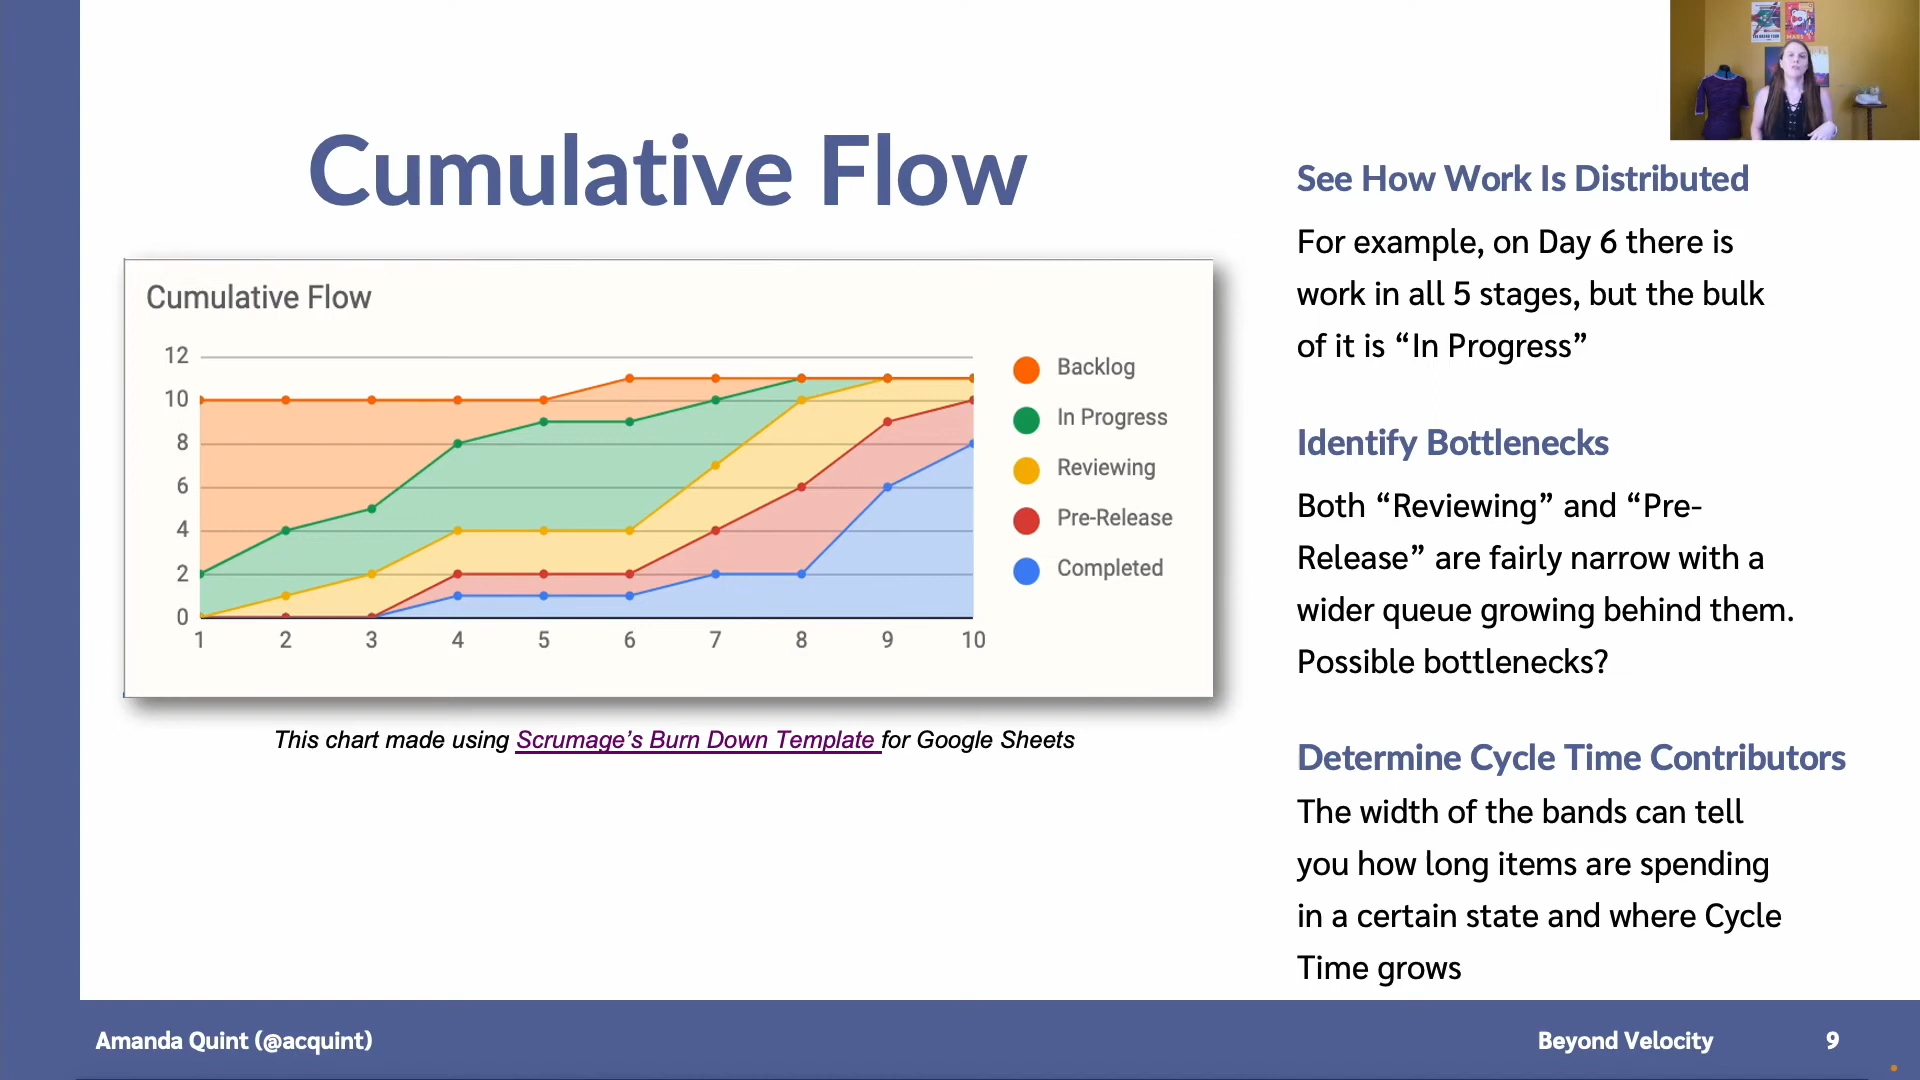 Cumulative Flow
Cumulative Flow
12
10
8
6
4
2
0
1 2 3 4 5 6 7 8 9 10
Backlog
In Progress
Reviewing
Pre-Release
Completed
This chart made using Scrumage’s Burn Down Template for Google Sheets
See How Work Is Distributed
For example, on Day 6 there is
work in all 5 stages, but the bulk
of it is “In Progress”
Identify Bottlenecks
Both “Reviewing” and “Pre-
Release” are fairly narrow with a
wider queue growing behind them.
Possible bottlenecks?
Determine Cycle Time Contributors
The width of the bands can tell
you how long items are spending
in a certain state and where Cycle
Time grows
Amanda Quint (@acquint)
Beyond Velocity
9